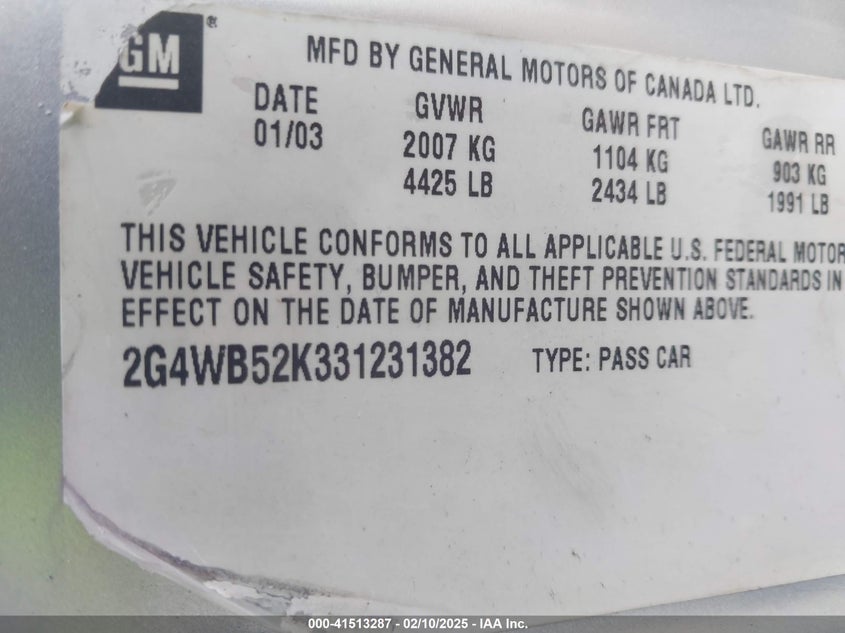 GM®
MFD BY GENERAL MOTORS OF CANADA LTD.
DATE GVWR GAWR FRT GAWR RR
01/03 2007 KG 1104 KG 903 KG
4425 LB 2434 LB 1991 LB
THIS VEHICLE CONFORMS TO ALL APPLICABLE U.S. FEDERAL MOTOR
VEHICLE SAFETY, BUMPER, AND THEFT PREVENTION STANDARDS IN
EFFECT ON THE DATE OF MANUFACTURE SHOWN ABOVE.
2G4WB52K331231382 TYPE: PASS CAR
000-41513287 - 02/10/2025 - IAA Inc.